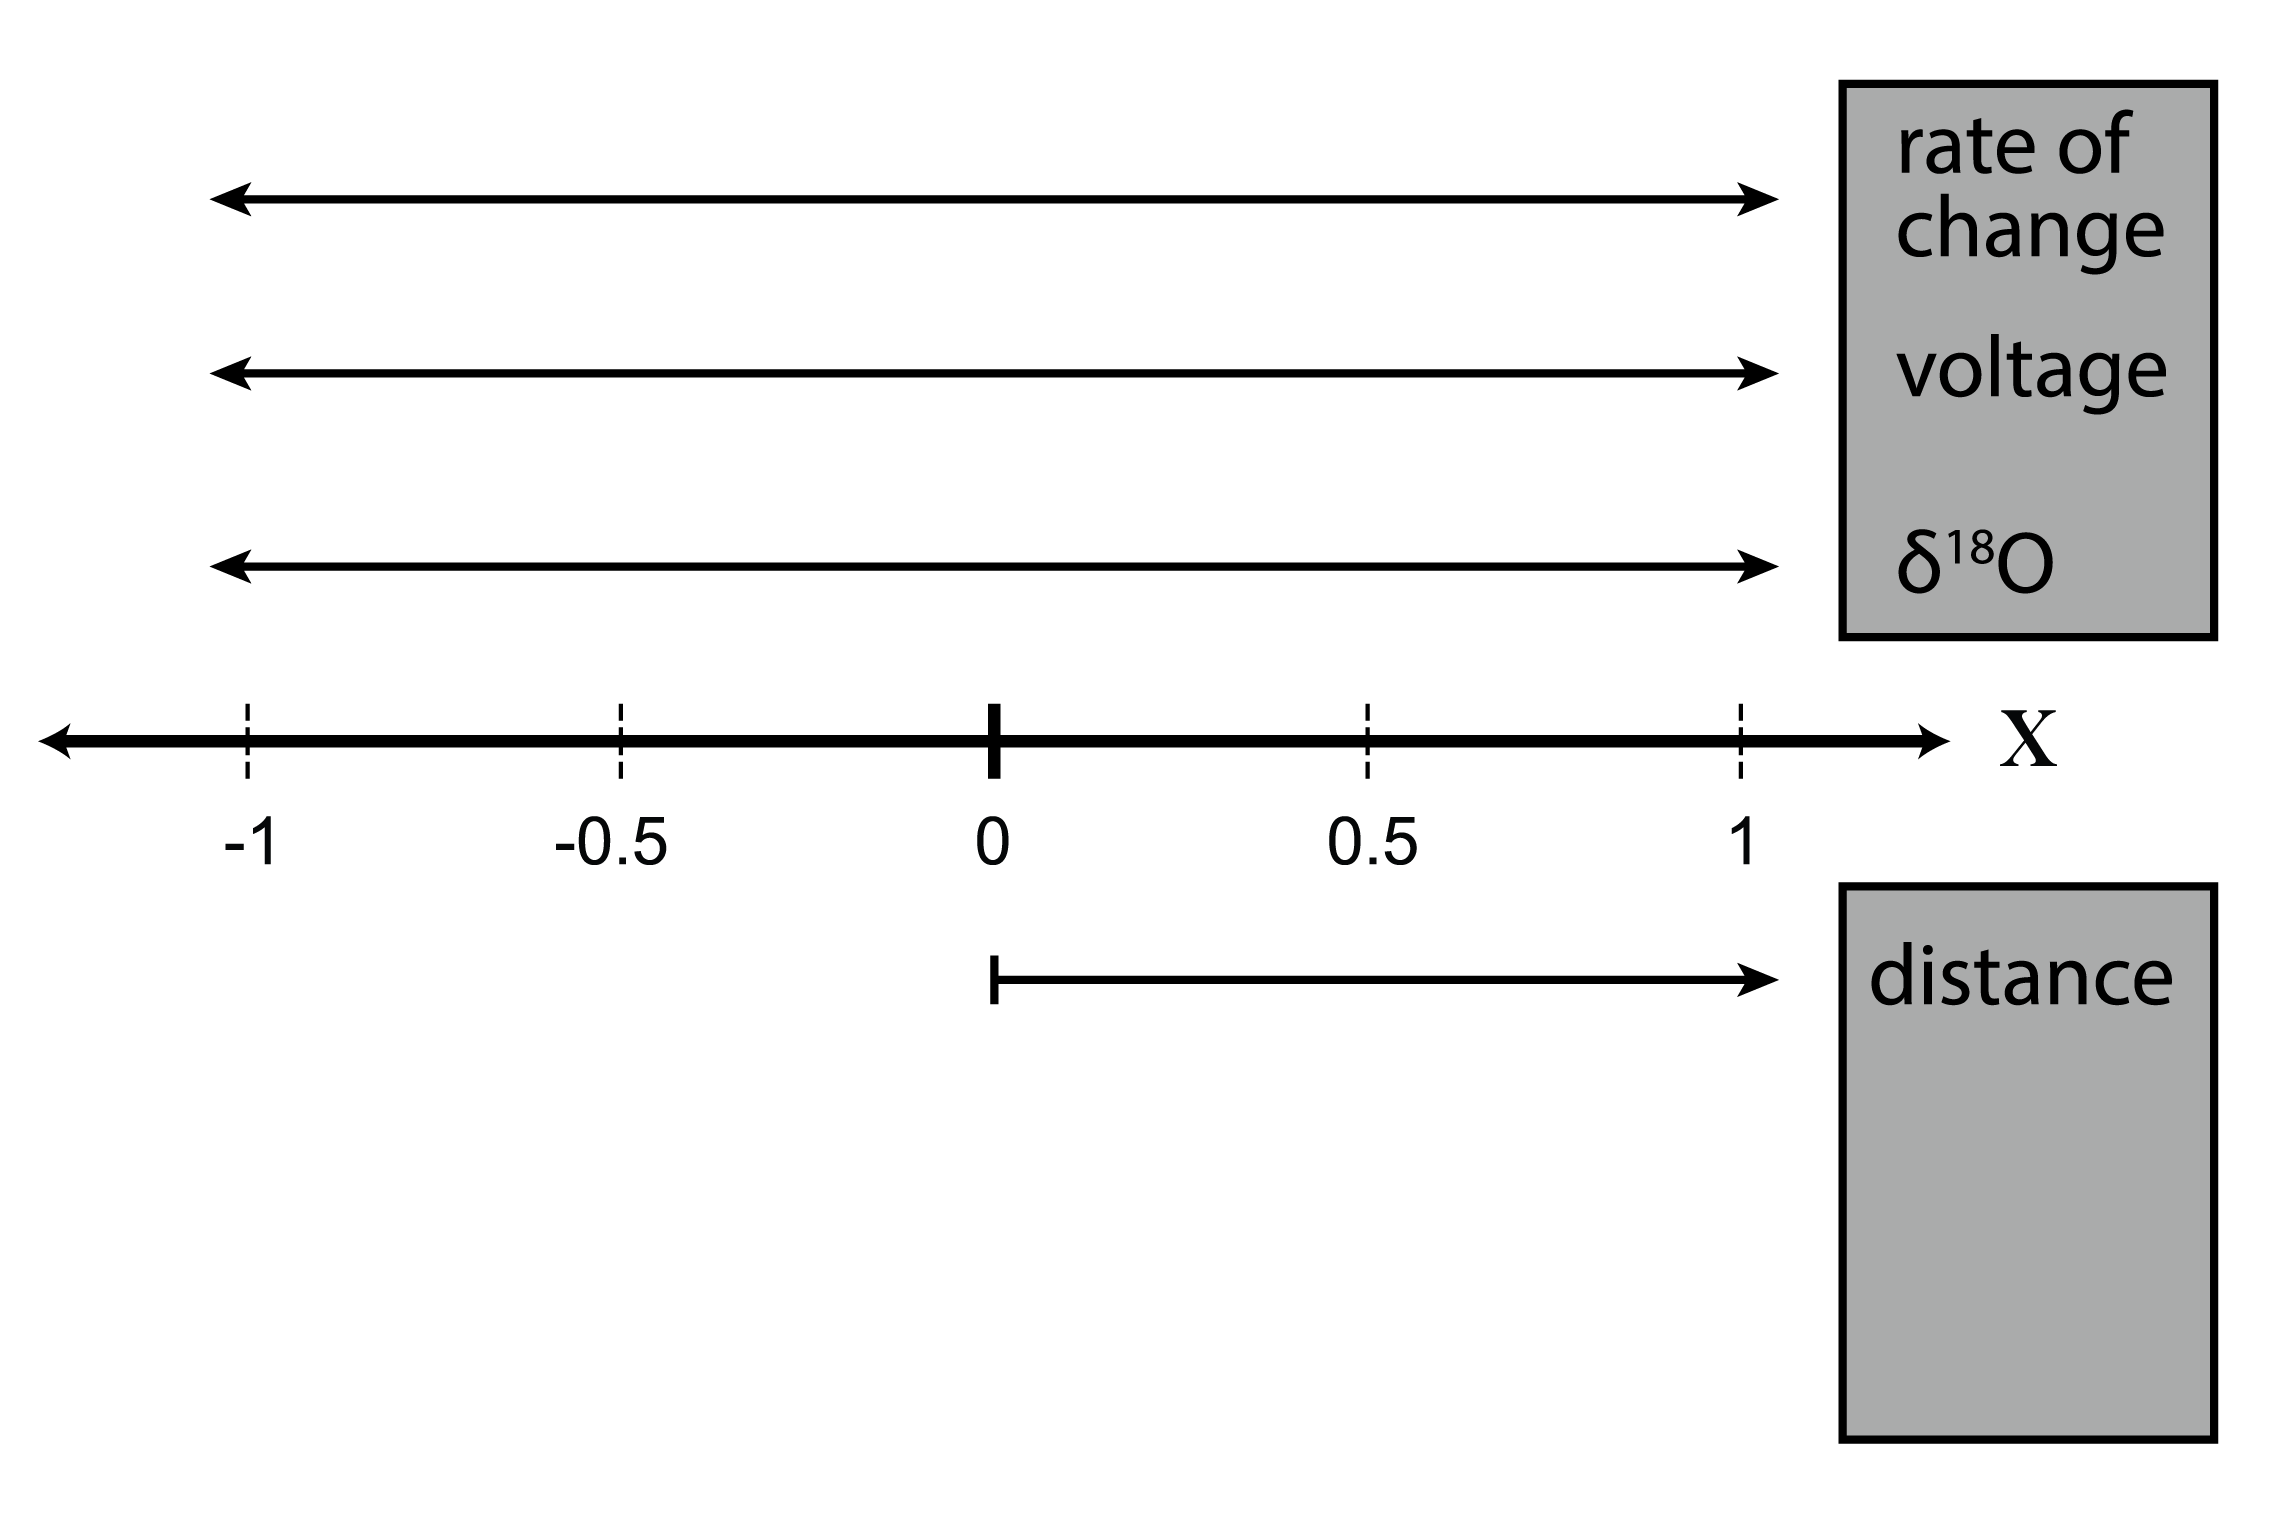 rate of
change
voltage
δ¹⁸O
x
-1 -0.5 0 0.5 1
distance